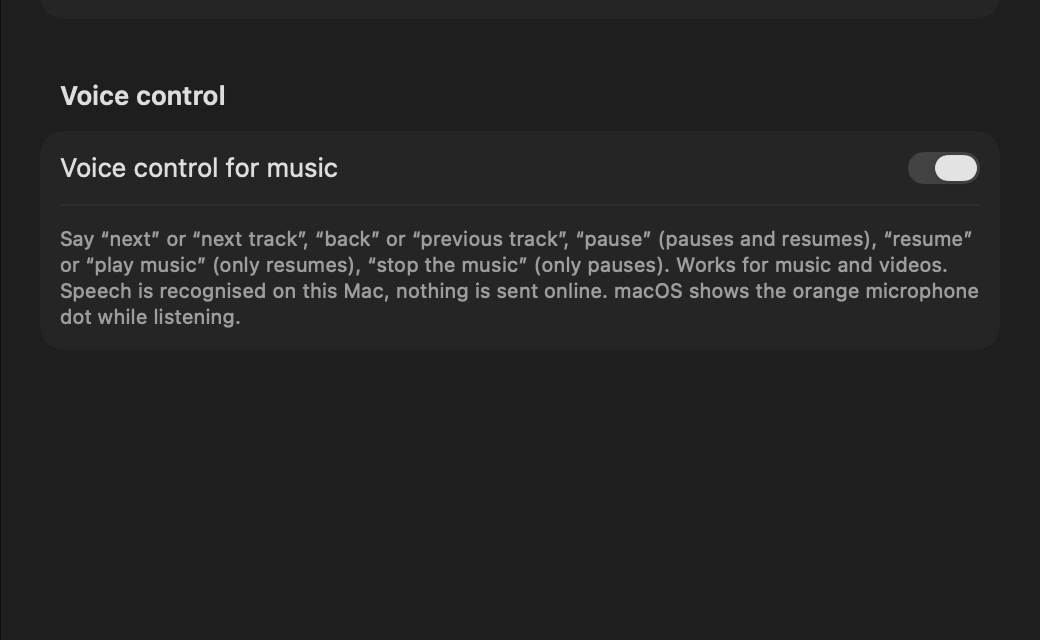 Voice control
Voice control for music
Say “next” or “next track”, “back” or “previous track”, “pause” (pauses and resumes), “resume”
or “play music” (only resumes), “stop the music” (only pauses). Works for music and videos.
Speech is recognised on this Mac, nothing is sent online. macOS shows the orange microphone
dot while listening.